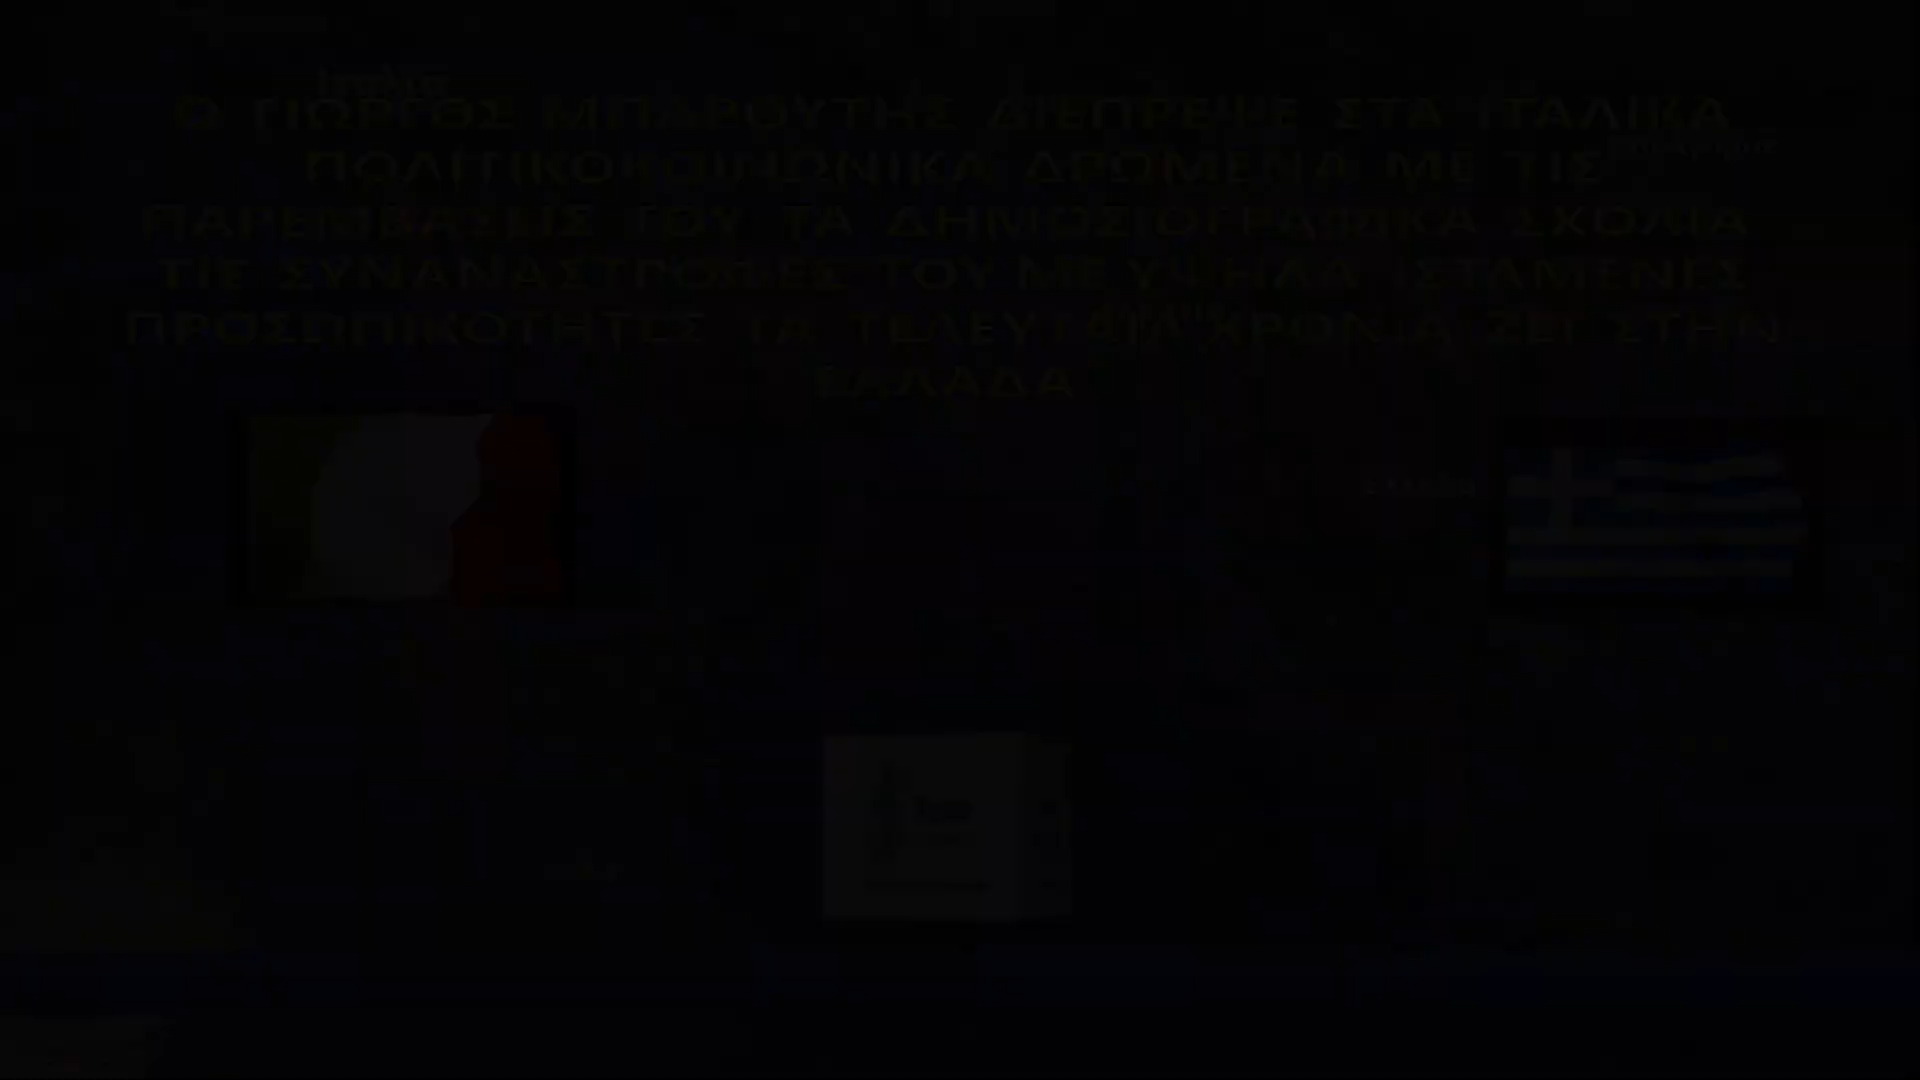 Ο ΓΙΩΡΓΟΣ ΜΠΑΡΟΥΤΗΣ ΔΙΕΠΡΕΨΕ ΣΤΑ ΙΤΑΛΙΚΑ
ΠΟΛΙΤΙΚΟΚΟΙΝΩΝΙΚΑ ΔΡΩΜΕΝΑ ΜΕ ΤΙΣ
ΠΑΡΕΜΒΑΣΕΙΣ ΤΟΥ ΤΑ ΔΗΜΟΣΙΟΓΡΑΦΙΚΑ ΣΧΟΛΙΑ
ΤΙΣ ΣΥΝΑΝΑΣΤΡΟΦΕΣ ΤΟΥ ΜΕ ΥΨΗΛΑ ΙΣΤΑΜΕΝΕΣ
ΠΡΟΣΩΠΙΚΟΤΗΤΕΣ ΤΑ ΤΕΛΕΥΤΑΙΑ ΧΡΟΝΙΑ ΖΕΙ ΣΤΗΝ
ΕΛΛΑΔΑ